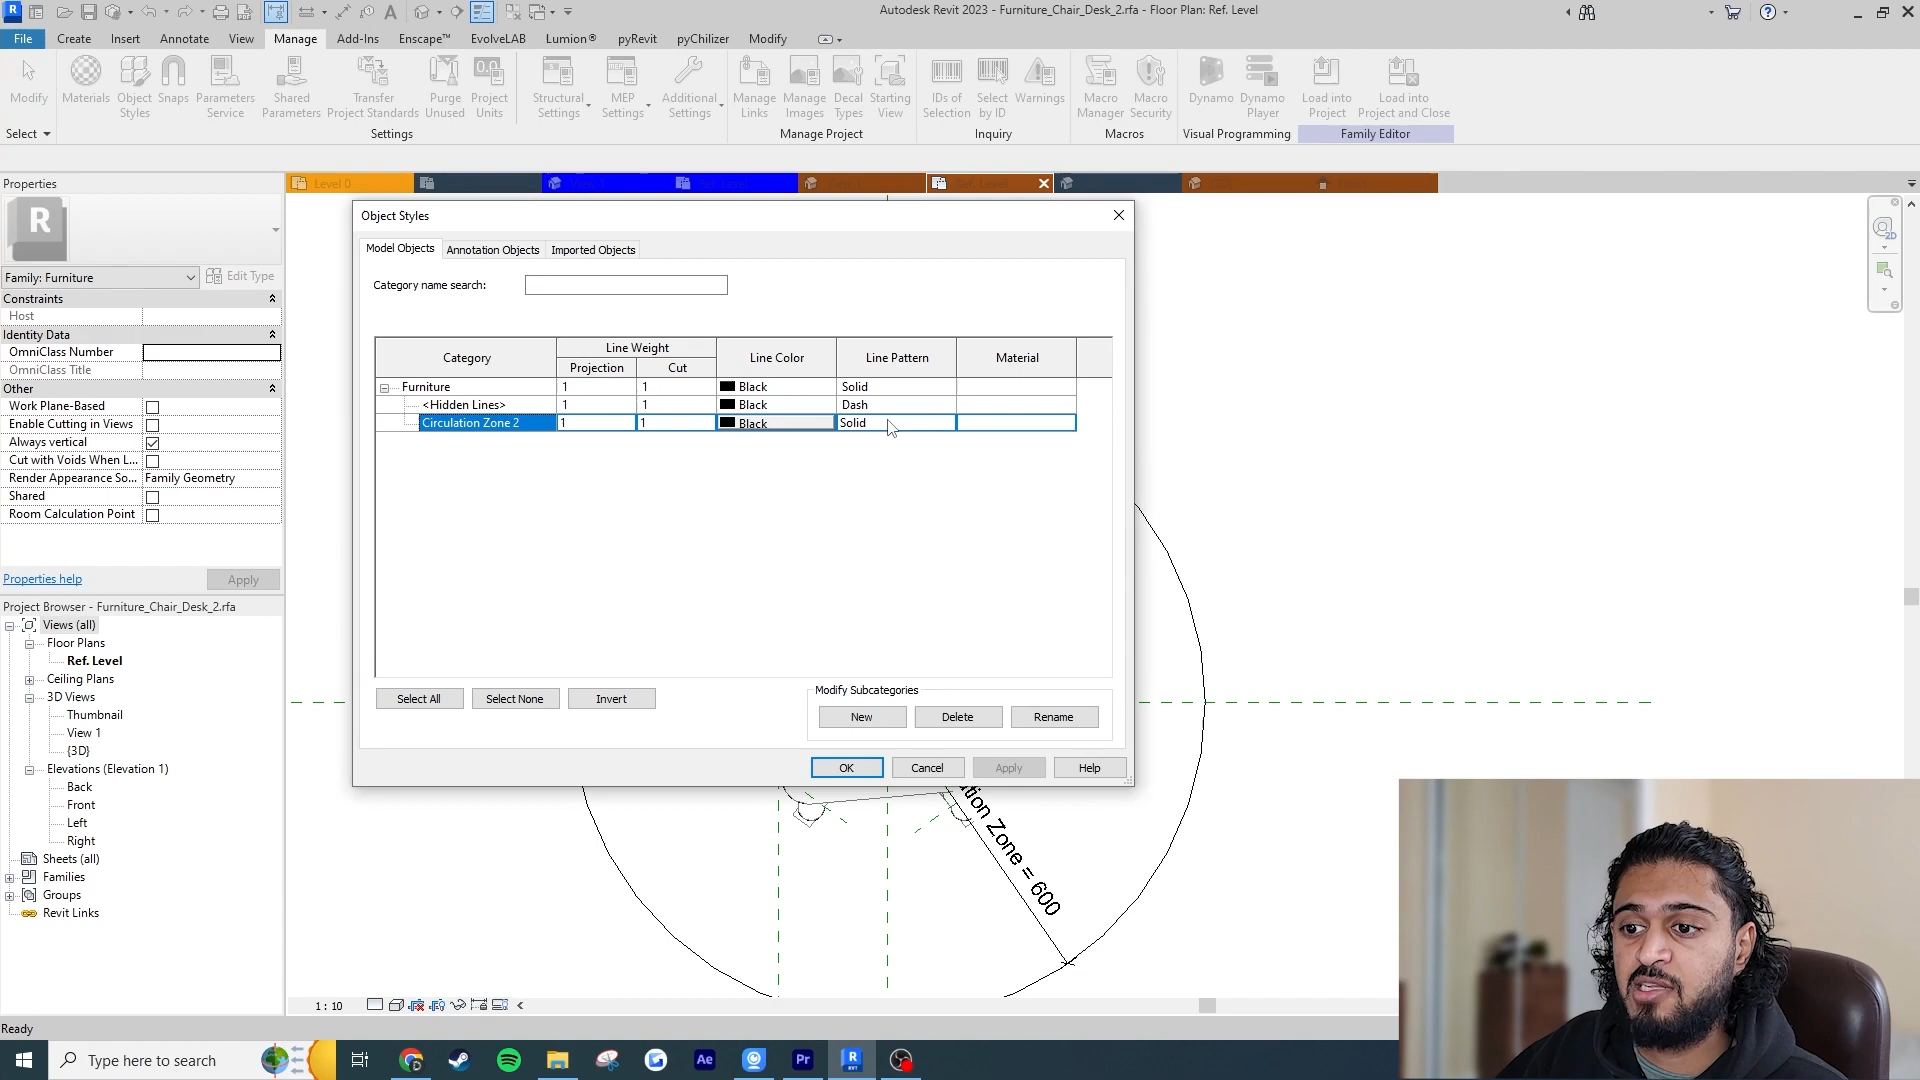 Autodesk Revit 2023 - Furniture_Chair_Desk_2.rfa - Floor Plan: Ref. Level
File Create Insert Annotate View Manage Add-Ins Enscape™ EvolveLAB Lumion® pyRevit pyChilizer Modify
Modify
Materials
Object Styles
Snaps
Parameters Service
Shared Parameters
Transfer Project Standards
Purge Unused
Project Units
Structural Settings
MEP Settings
Additional Settings
Manage Links
Manage Images
Decal Types
Starting View
IDs of Selection
Select by ID
Warnings
Macro Manager
Macro Security
Dynamo
Dynamo Player
Load into Project
Load into Project and Close
Select
Settings
Manage Project
Inquiry
Macros
Visual Programming
Family Editor
Properties
Level 0
Family: Furniture
Edit Type
Constraints
Host
Identity Data
OmniClass Number
OmniClass Title
Other
Work Plane-Based
Enable Cutting in Views
Always vertical
Cut with Voids When L...
Render Appearance So... Family Geometry
Shared
Room Calculation Point
Properties help
Apply
Project Browser - Furniture_Chair_Desk_2.rfa
Views (all)
Floor Plans
Ref. Level
Ceiling Plans
3D Views
Thumbnail
View 1
{3D}
Elevations (Elevation 1)
Back
Front
Left
Right
Sheets (all)
Families
Groups
Revit Links
Object Styles
Model Objects Annotation Objects Imported Objects
Category name search:
Category
Line Weight
Projection Cut
Line Color
Line Pattern
Material
Furniture 1 1 Black Solid
<Hidden Lines> 1 1 Black Dash
Circulation Zone 2 1 1 Black Solid
Select All Select None Invert
Modify Subcategories
New Delete Rename
OK Cancel Apply Help
ation Zone = 600
1 : 10
Ready
Type here to search
Ae
Pr
R
RVT